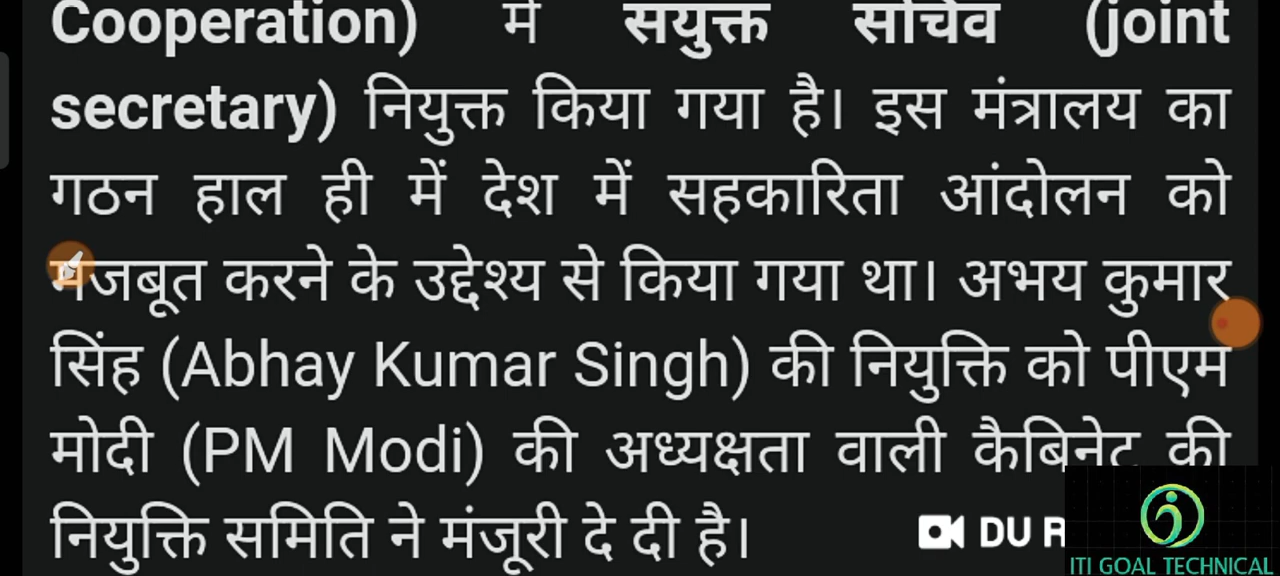 Cooperation) में संयुक्त सचिव (joint
secretary) नियुक्त किया गया है। इस मंत्रालय का
गठन हाल ही में देश में सहकारिता आंदोलन को
मजबूत करने के उद्देश्य से किया गया था। अभय कुमार
सिंह (Abhay Kumar Singh) की नियुक्ति को पीएम
मोदी (PM Modi) की अध्यक्षता वाली कैबिनेट की
नियुक्ति समिति ने मंजूरी दे दी है।
DU R
ITI GOAL TECHNICAL